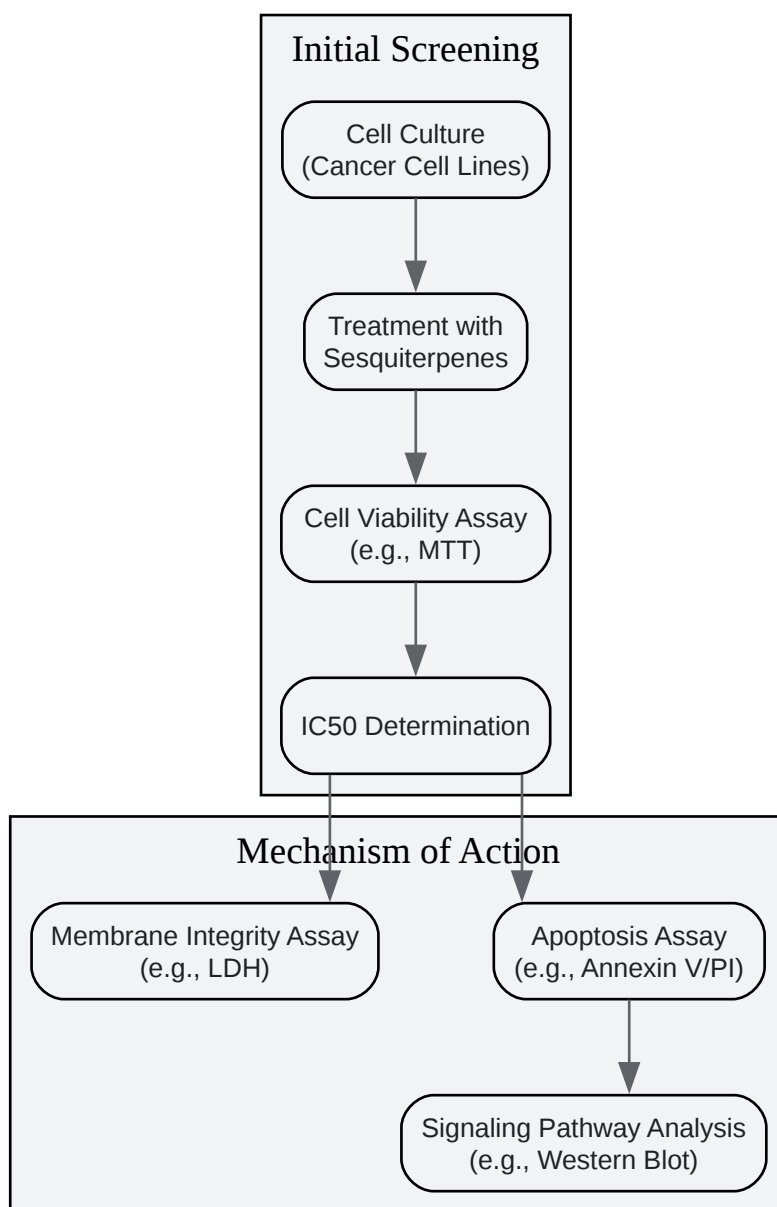 Initial Screening
Cell Culture
(Cancer Cell Lines)
Treatment with
Sesquiterpenes
Cell Viability Assay
(e.g., MTT)
IC50 Determination
Mechanism of Action
Membrane Integrity Assay
(e.g., LDH)
Apoptosis Assay
(e.g., Annexin V/PI)
Signaling Pathway Analysis
(e.g., Western Blot)